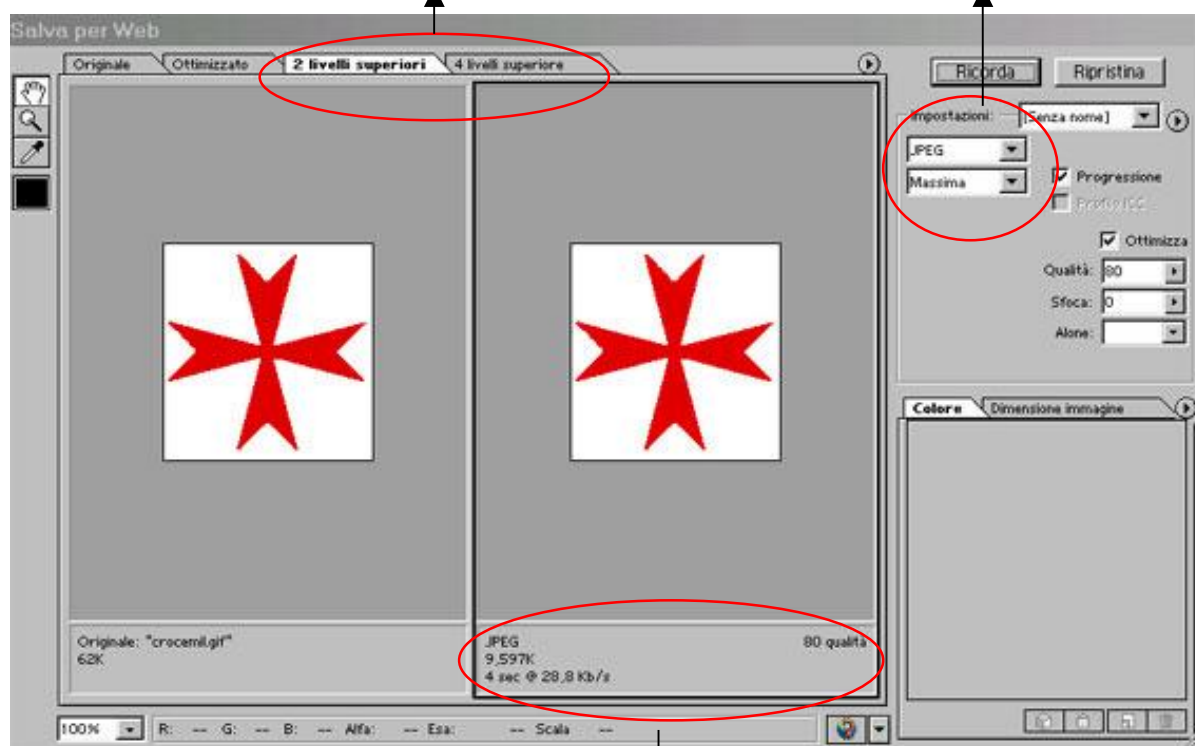 Salva per Web
Originale Ottimizzato 2 livelli superiori 4 livelli superiore
Ricorda Ripristina
Impostazioni: [Senza nome]
JPEG
Massima Progressione
Profilo ICC
Ottimizza
Qualità: 80
Sfoca: 0
Alone:
Colore Dimensione immagine
Originale: "crocemil.gif"
62K
JPEG 80 qualità
9,597K
4 sec @ 28,8 Kb/s
100% R: -- G: -- B: -- Alfa: -- Esa: -- Scala --